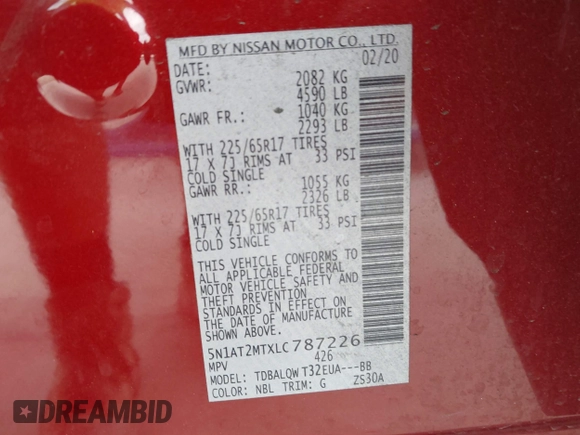 MFD BY NISSAN MOTOR CO., LTD.
DATE: 02/20
GVWR: 2082 KG
4590 LB
GAWR FR.: 1040 KG
2293 LB
WITH 225/65R17 TIRES
17 X 7J RIMS AT 33 PSI
COLD SINGLE
GAWR RR.: 1055 KG
2326 LB
WITH 225/65R17 TIRES
17 X 7J RIMS AT 33 PSI
COLD SINGLE
THIS VEHICLE CONFORMS TO
ALL APPLICABLE FEDERAL
MOTOR VEHICLE SAFETY AND
THEFT PREVENTION
STANDARDS IN EFFECT ON
THE DATE OF MANUFACTURE
SHOWN ABOVE.
5N1AT2MTXLC787226
MPV 426
MODEL: TDBALQW T32EUA---BB
COLOR: NBL TRIM: G ZS30A
DREAMBID